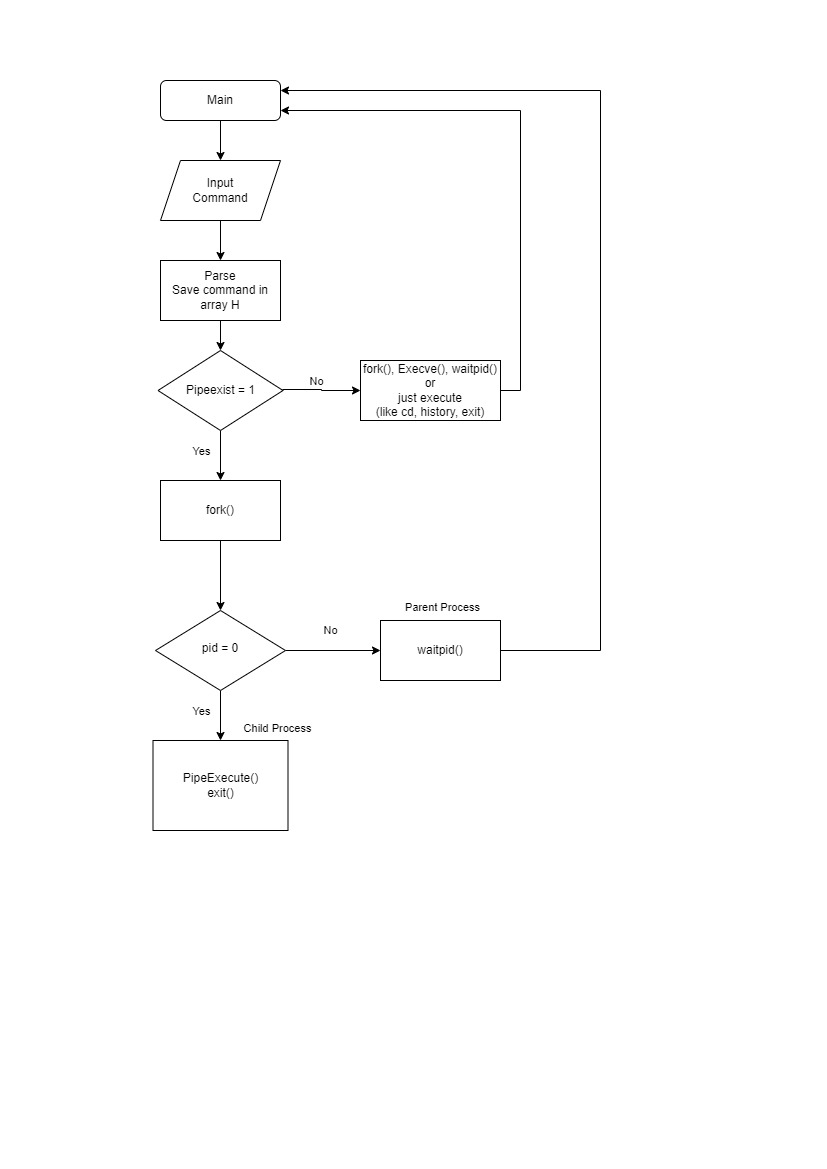 Main
Input
Command
Parse
Save command in
array H
Pipeexist = 1
No
fork(), Execve(), waitpid()
or
just execute
(like cd, history, exit)
Yes
fork()
pid = 0
No
Parent Process
waitpid()
Yes
Child Process
PipeExecute()
exit()